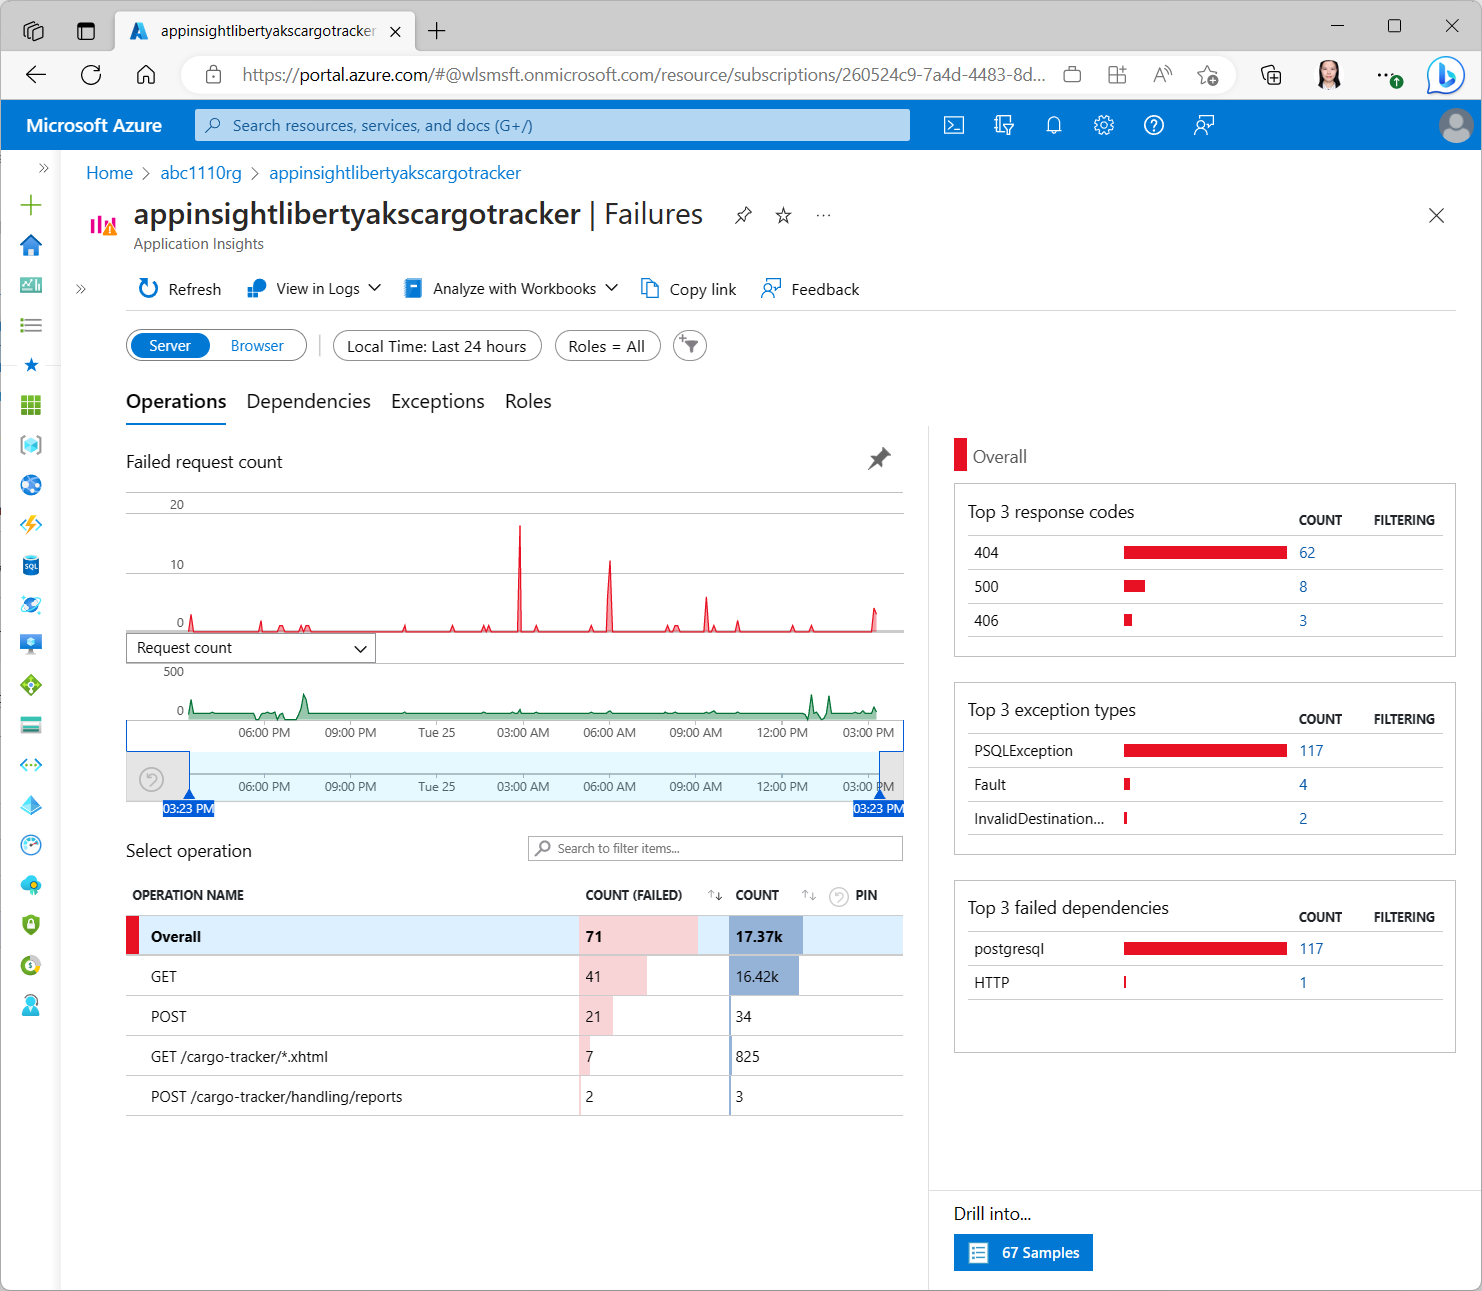 appinsightlibertyakscargotracker
https://portal.azure.com/#@wlsmsft.onmicrosoft.com/resource/subscriptions/260524c9-7a4d-4483-8d...
Microsoft Azure
Search resources, services, and docs (G+/)
Home > abc1110rg > appinsightlibertyakscargotracker
appinsightlibertyakscargotracker | Failures
Application Insights
Refresh View in Logs Analyze with Workbooks Copy link Feedback
Server Browser Local Time: Last 24 hours Roles = All
Operations Dependencies Exceptions Roles
Failed request count
20
10
0
Request count
500
0
06:00 PM 09:00 PM Tue 25 03:00 AM 06:00 AM 09:00 AM 12:00 PM 03:00 PM
06:00 PM 09:00 PM Tue 25 03:00 AM 06:00 AM 09:00 AM 12:00 PM 03:00 PM
03:23 PM 03:23 PM
Select operation Search to filter items...
OPERATION NAME COUNT (FAILED) COUNT PIN
Overall 71 17.37k
GET 41 16.42k
POST 21 34
GET /cargo-tracker/*.xhtml 7 825
POST /cargo-tracker/handling/reports 2 3
Overall
Top 3 response codes COUNT FILTERING
404 62
500 8
406 3
Top 3 exception types COUNT FILTERING
PSQLException 117
Fault 4
InvalidDestination... 2
Top 3 failed dependencies COUNT FILTERING
postgresql 117
HTTP 1
Drill into...
67 Samples